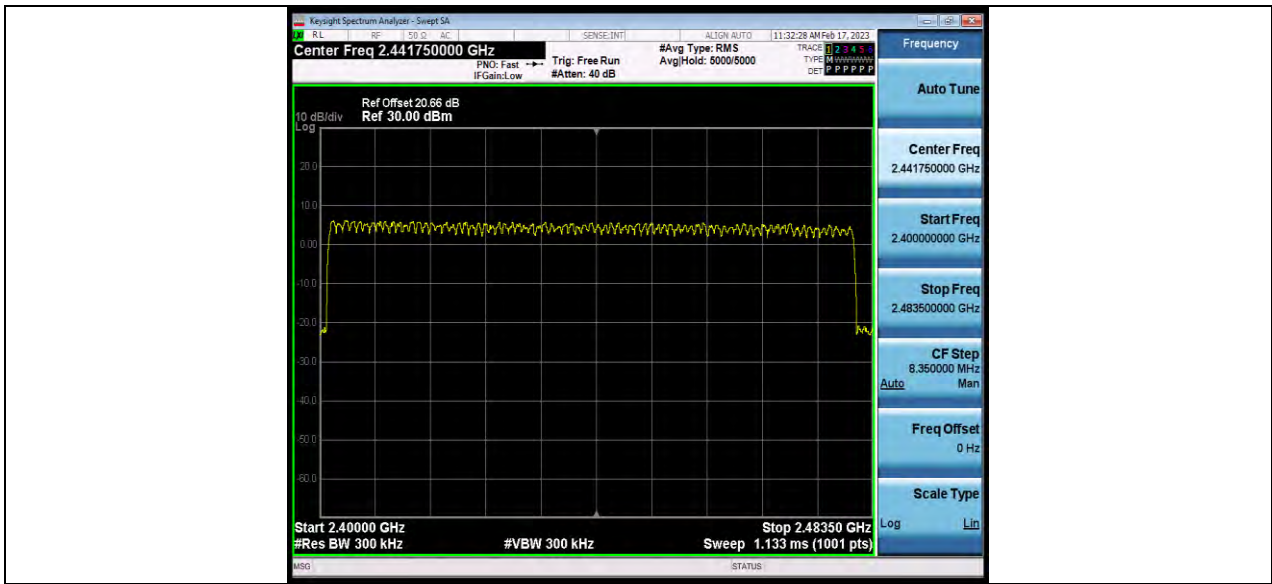 Keysight Spectrum Analyzer - Swept SA
LXI RL RF 50 Ω AC SENSE:INT ALIGN AUTO 11:32:28 AM Feb 17, 2023
Center Freq 2.441750000 GHz
PNO: Fast
IFGain:Low
Trig: Free Run
#Atten: 40 dB
#Avg Type: RMS
Avg|Hold: 5000/5000
TRACE 1 2 3 4 5 6
TYPE M WWWWW
DET P P P P P P
Ref Offset 20.66 dB
10 dB/div Ref 30.00 dBm
Log
20.0
10.0
0.00
-10.0
-20.0
-30.0
-40.0
-50.0
-60.0
Start 2.40000 GHz Stop 2.48350 GHz
#Res BW 300 kHz #VBW 300 kHz Sweep 1.133 ms (1001 pts)
MSG STATUS
Frequency
Auto Tune
Center Freq
2.441750000 GHz
Start Freq
2.400000000 GHz
Stop Freq
2.483500000 GHz
CF Step
8.350000 MHz
Auto Man
Freq Offset
0 Hz
Scale Type
Log Lin